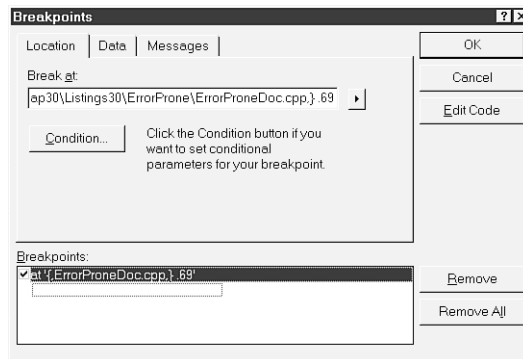 Breakpoints
Location
Data
Messages
Break at:
ap30\Listings30\ErrorProne\ErrorProneDoc.cpp,} .69
Condition...
Click the Condition button if you
want to set conditional
parameters for your breakpoint.
OK
Cancel
Edit Code
Breakpoints:
at '{,ErrorProneDoc.cpp,} .69'
Remove
Remove All